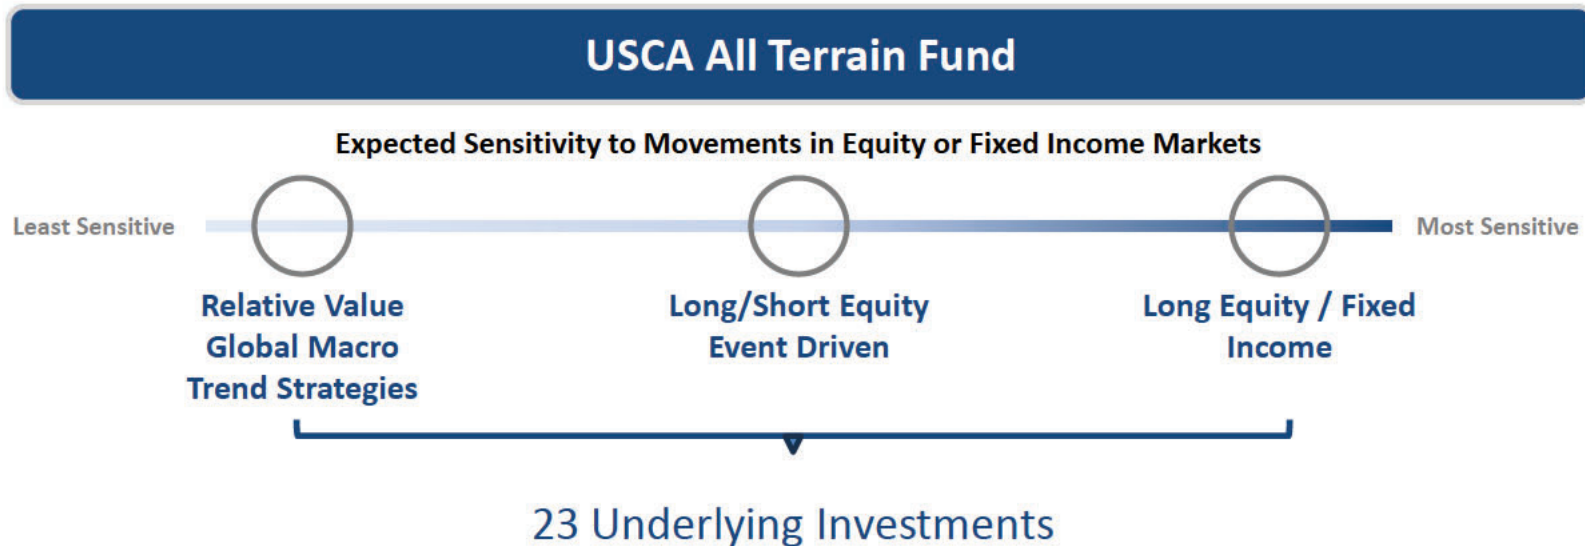 USCA All Terrain Fund
Expected Sensitivity to Movements in Equity or Fixed Income Markets
Least Sensitive
Most Sensitive
Relative Value
Global Macro
Trend Strategies
Long/Short Equity
Event Driven
Long Equity / Fixed
Income
23 Underlying Investments